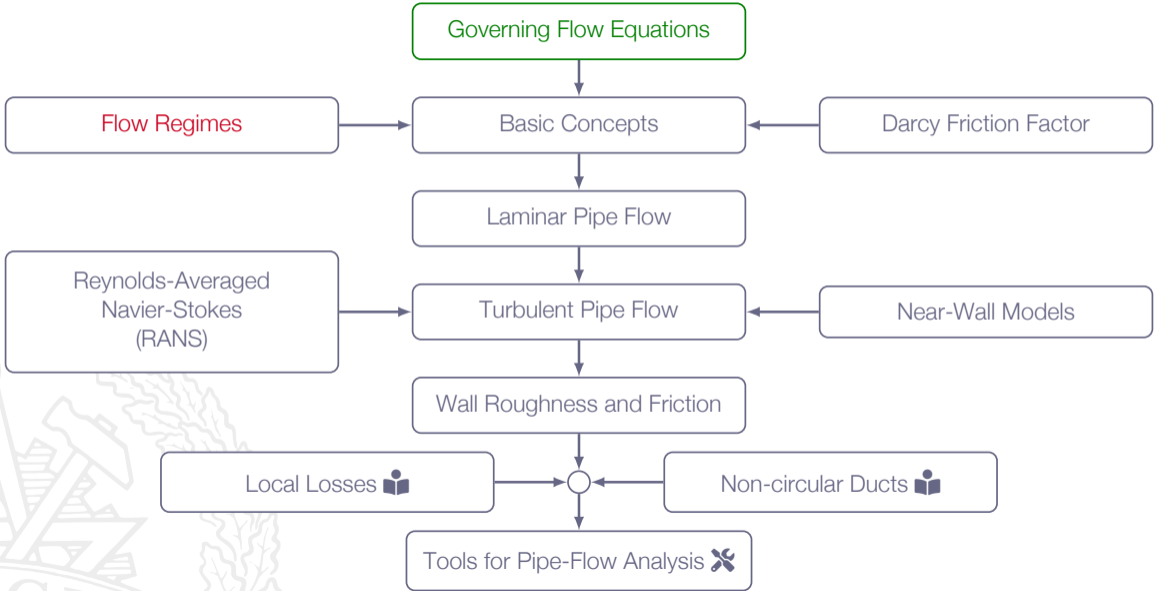 Governing Flow Equations
Flow Regimes
Basic Concepts
Darcy Friction Factor
Laminar Pipe Flow
Reynolds-Averaged
Navier-Stokes
(RANS)
Turbulent Pipe Flow
Near-Wall Models
Wall Roughness and Friction
Local Losses
Non-circular Ducts
Tools for Pipe-Flow Analysis